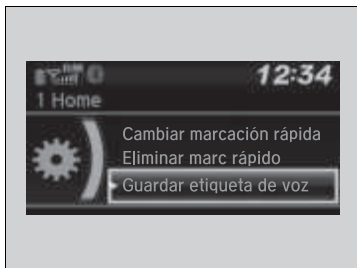 12:34
1 Home
Cambiar marcación rápida
Eliminar marc rápido
Guardar etiqueta de voz